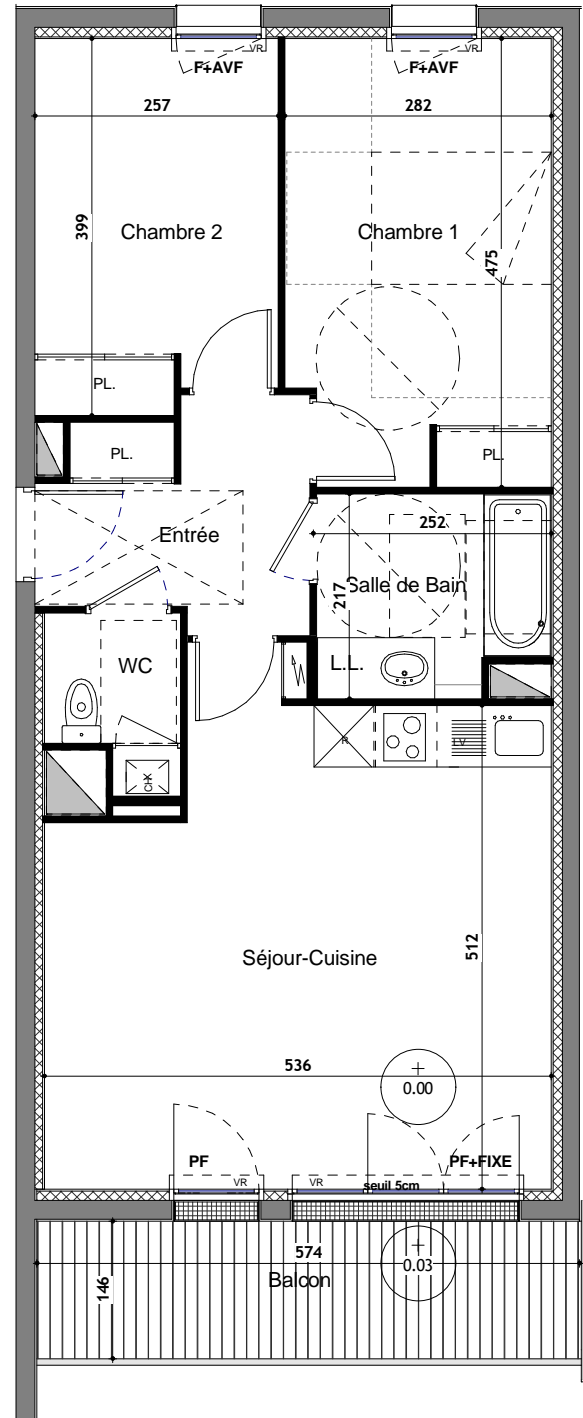 VR
VR
F+AVF
F+AVF
257
282
399
Chambre 2
Chambre 1
475
PL.
PL.
PL.
Entrée
252
217
Salle de Bain
WC
L.L.
R
LV
CHK
Séjour-Cuisine
512
536
0.00
PF
PF+FIXE
VR
VR
seuil 5cm
574
0.03
Balcon
146